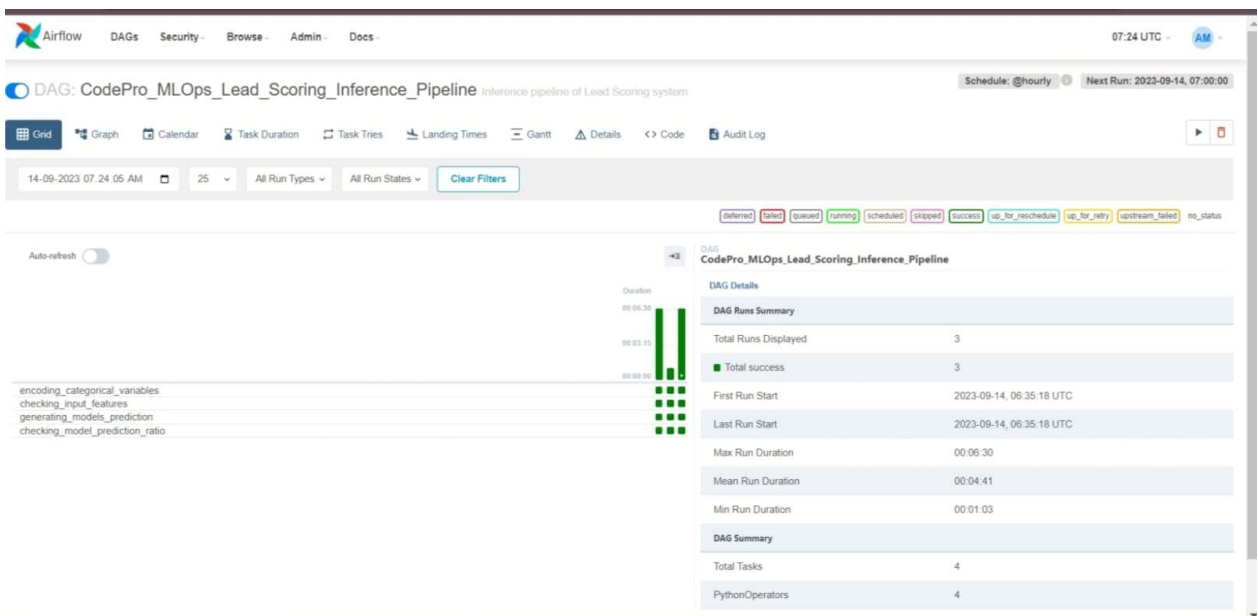 Airflow DAGs Security Browse Admin Docs 07:24 UTC AM
DAG: CodePro_MLOps_Lead_Scoring_Inference_Pipeline Inference pipeline of Lead Scoring system Schedule: @hourly Next Run: 2023-09-14, 07:00:00
Grid Graph Calendar Task Duration Task Tries Landing Times Gantt Details <> Code Audit Log
14-09-2023 07.24.05 AM 25 All Run Types All Run States Clear Filters
deferred failed queued running scheduled skipped success up_for_reschedule up_for_retry upstream_failed no_status
Auto-refresh
Duration
00:06:30
00:03:15
00:00:00
encoding_categorical_variables
checking_input_features
generating_models_prediction
checking_model_prediction_ratio
DAG
CodePro_MLOps_Lead_Scoring_Inference_Pipeline
DAG Details
DAG Runs Summary
Total Runs Displayed 3
Total success 3
First Run Start 2023-09-14, 06:35:18 UTC
Last Run Start 2023-09-14, 06:35:18 UTC
Max Run Duration 00:06:30
Mean Run Duration 00:04:41
Min Run Duration 00:01:03
DAG Summary
Total Tasks 4
PythonOperators 4